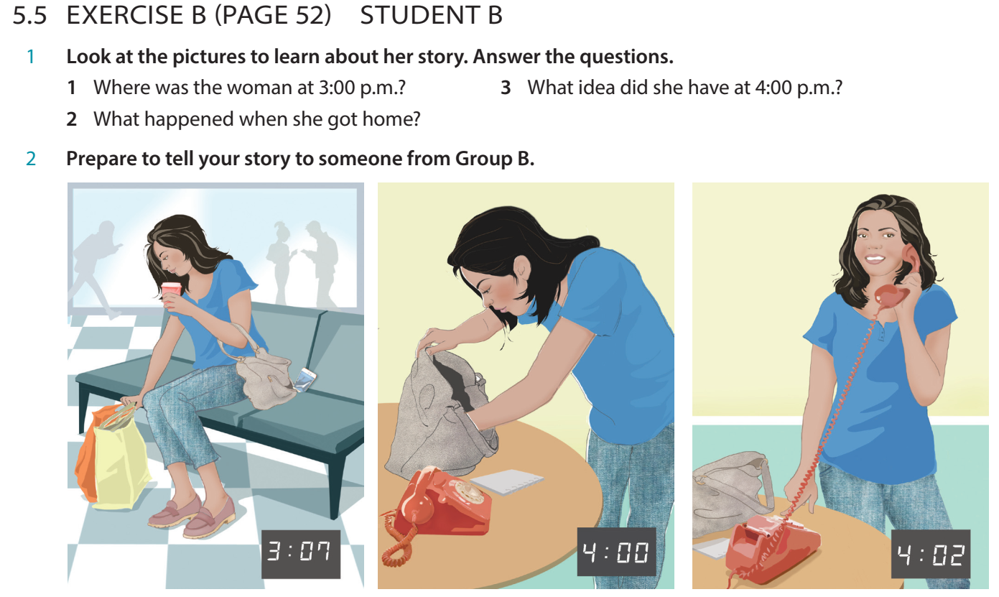 5.5 EXERCISE B (PAGE 52) STUDENT B
1 Look at the pictures to learn about her story. Answer the questions.
1 Where was the woman at 3:00 p.m.?
3 What idea did she have at 4:00 p.m.?
2 What happened when she got home?
2 Prepare to tell your story to someone from Group B.
3:07
4:00
4:02